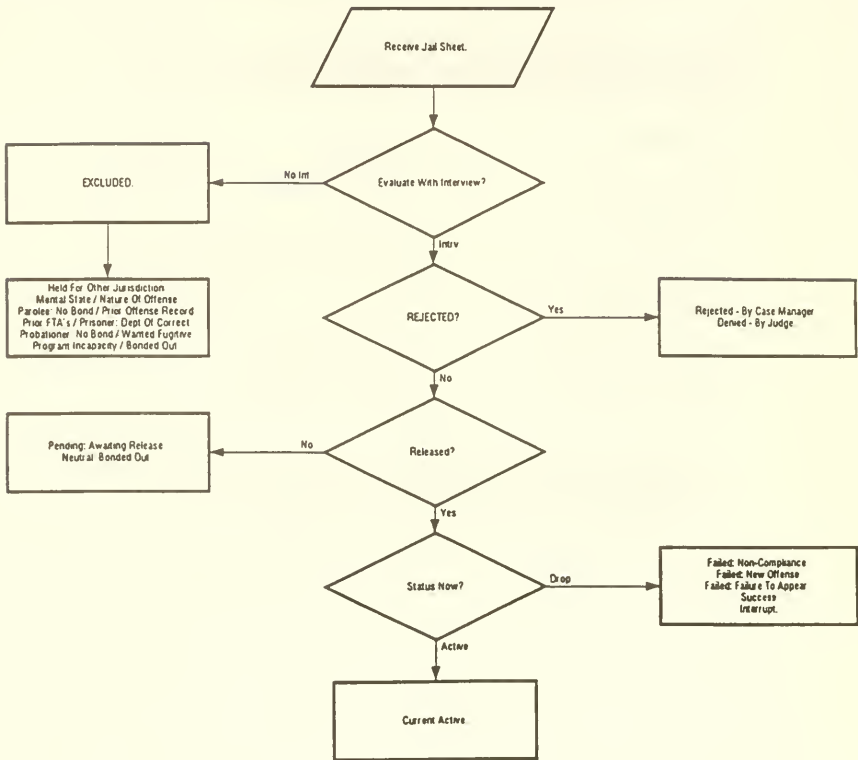 Receive Jail Sheet.
Evaluate With Interview?
No Int
EXCLUDED.
Intrv
Held For Other Jurisdiction
Mental State / Nature Of Offense
Parolee: No Bond / Prior Offense Record
Prior FTA's / Prisoner: Dept Of Correct
Probationer: No Bond / Wanted Fugitive
Program Incapacity / Bonded Out
REJECTED?
Yes
Rejected - By Case Manager
Denied - By Judge.
No
Released?
No
Pending: Awaiting Release
Neutral: Bonded Out
Yes
Status Now?
Drop
Failed: Non-Compliance
Failed: New Offense
Failed: Failure To Appear
Success
Interrupt.
Active
Current Active.